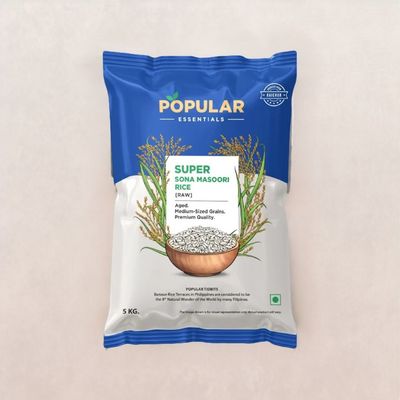 POPULAR
ESSENTIALS
SUPER
SONA MASOORI
RICE
(RAW)
Aged.
Medium-Sized Grains.
Premium Quality.
POPULAR TIDBITS
Banaue Rice Terraces in Philippines are considered to be
the 8th Natural Wonder of the World by many Filipinos.
5 KG.